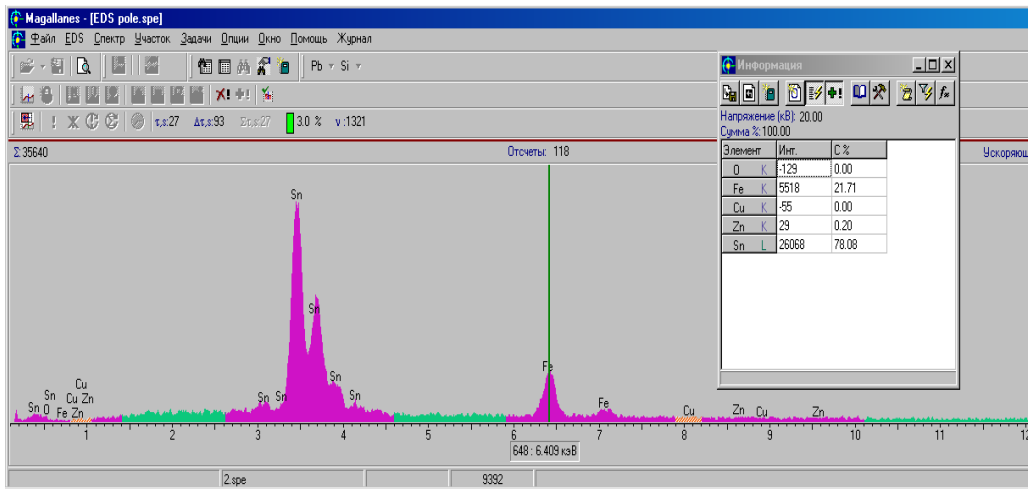 Magallanes - [EDS pole.spe]
Файл EDS Спектр Участок Задачи Опции Окно Помощь Журнал
Pb Si
τ,s:27 Δτ,s:93 Στ,s:27 3.0 % ν :1321
Σ 35640 Отсчеты: 118 Ускоряющ
Информация
Напряжение (кВ): 20.00
Сумма %:100.00
Элемент Инт. C %
O K -129 0.00
Fe K 5518 21.71
Cu K -55 0.00
Zn K 29 0.20
Sn L 26068 78.08
Sn
Sn
Fe
Sn
Cu
Sn Cu Zn Sn Sn Sn
Sn O Fe Zn Fe Cu Zn Cu Zn
1 2 3 4 5 6 7 8 9 10 11 12
648 : 6.409 кэВ
2.spe 9392